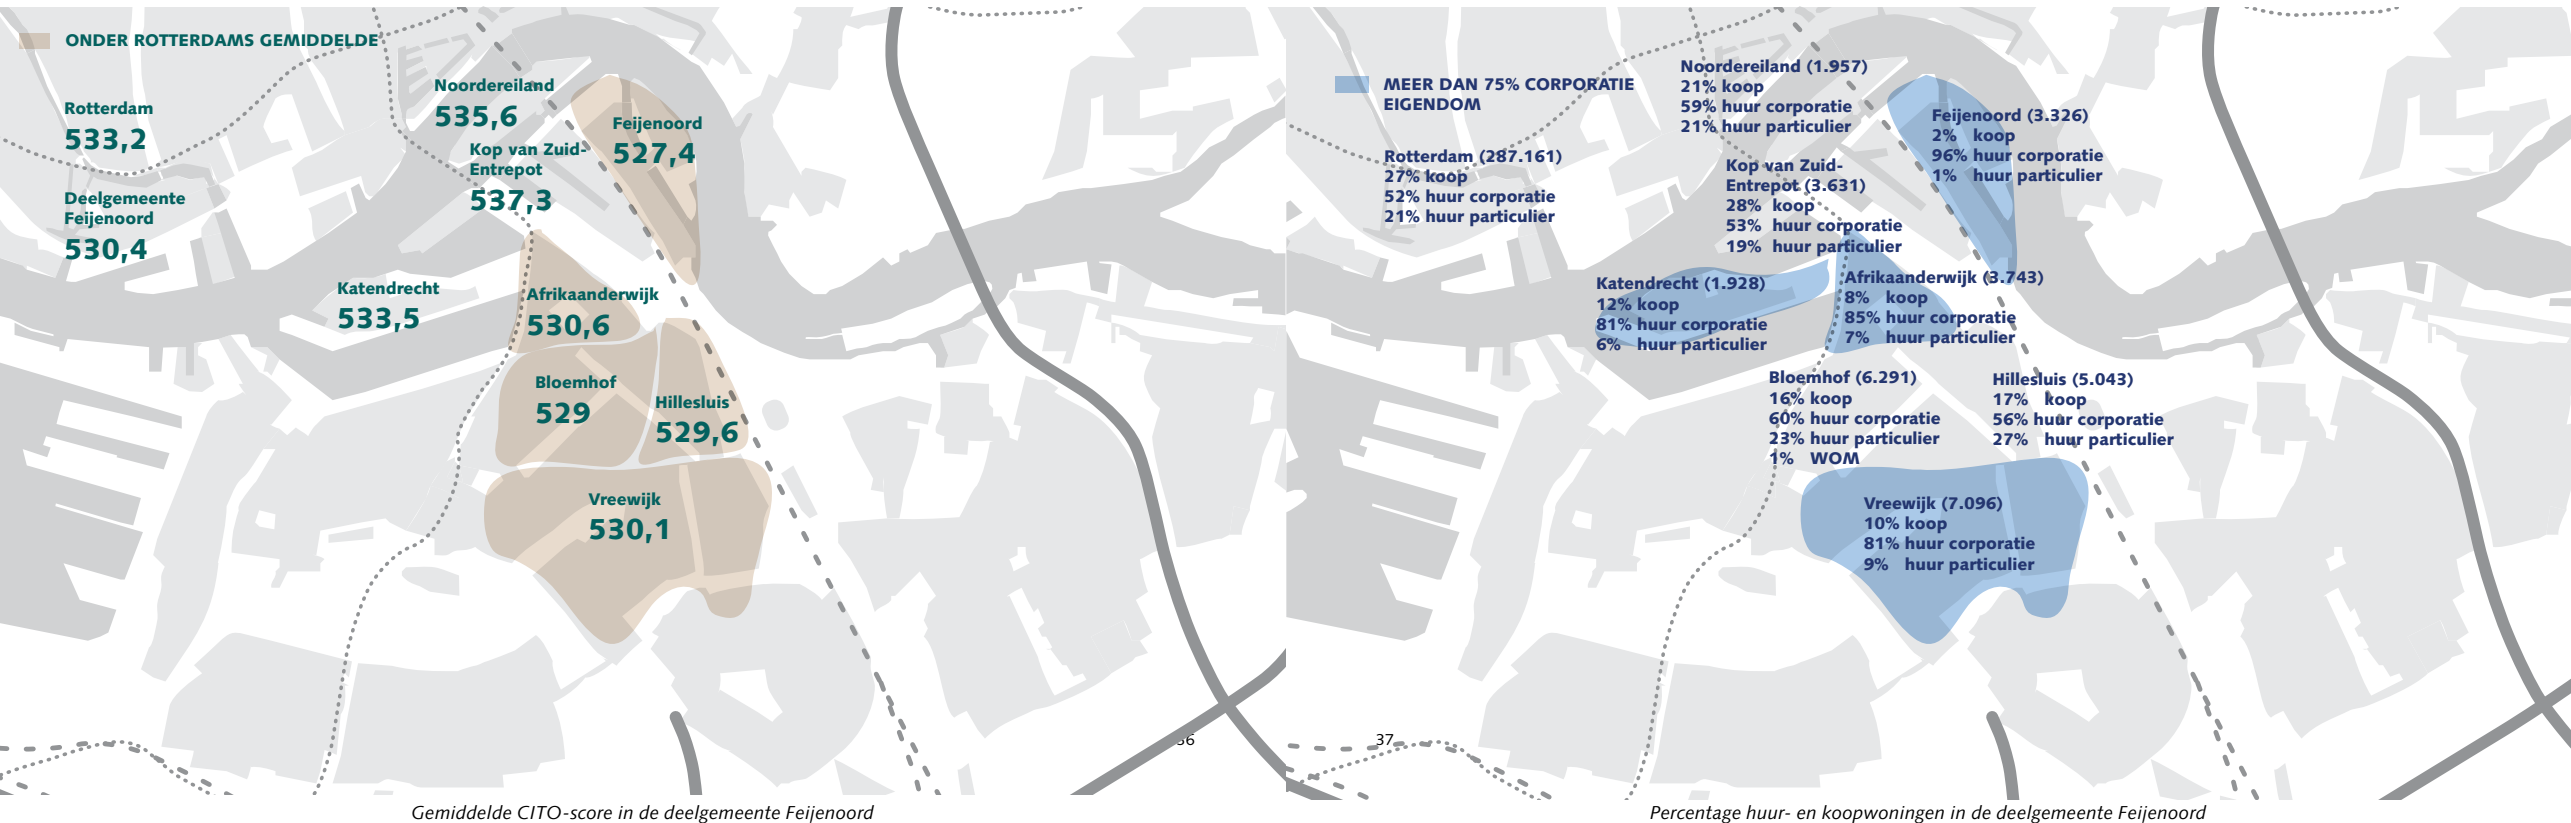 ONDER ROTTERDAMS GEMIDDELDE
Rotterdam
533,2
Deelgemeente
Feijenoord
530,4
Noordereiland
535,6
Kop van Zuid-
Entrepot
537,3
Feijenoord
527,4
Katendrecht
533,5
Afrikaanderwijk
530,6
Bloemhof
529
Hillesluis
529,6
Vreewijk
530,1
36
Gemiddelde CITO-score in de deelgemeente Feijenoord
MEER DAN 75% CORPORATIE
EIGENDOM
Rotterdam (287.161)
27% koop
52% huur corporatie
21% huur particulier
Noordereiland (1.957)
21% koop
59% huur corporatie
21% huur particulier
Kop van Zuid-
Entrepot (3.631)
28% koop
53% huur corporatie
19% huur particulier
Feijenoord (3.326)
2% koop
96% huur corporatie
1% huur particulier
Katendrecht (1.928)
12% koop
81% huur corporatie
6% huur particulier
Afrikaanderwijk (3.743)
8% koop
85% huur corporatie
7% huur particulier
Bloemhof (6.291)
16% koop
60% huur corporatie
23% huur particulier
1% WOM
Hillesluis (5.043)
17% koop
56% huur corporatie
27% huur particulier
Vreewijk (7.096)
10% koop
81% huur corporatie
9% huur particulier
37
Percentage huur- en koopwoningen in de deelgemeente Feijenoord